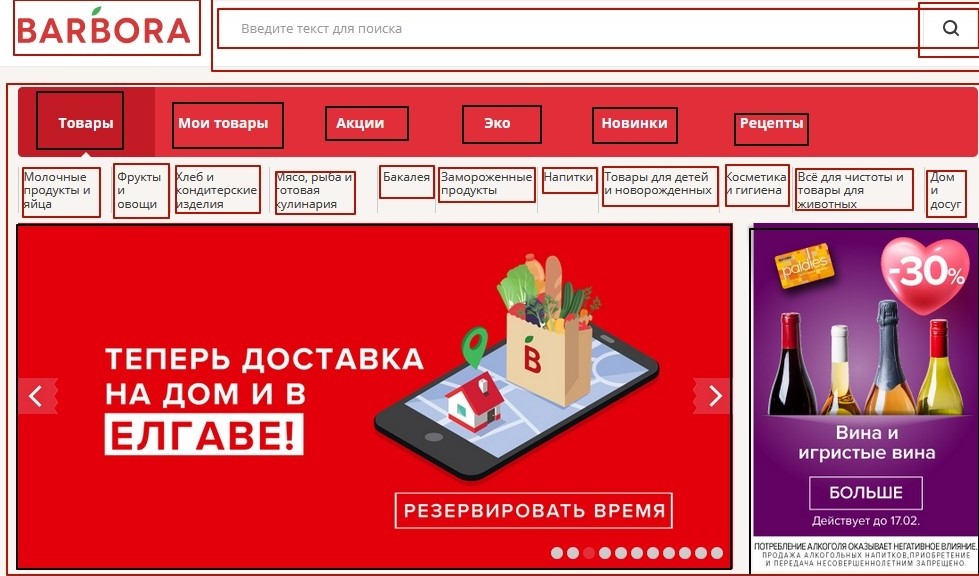 BARBORA
Введите текст для поиска
Товары
Мои товары
Акции
Эко
Новинки
Рецепты
Молочные
продукты и
яйца
Фрукты
и
овощи
Хлеб и
кондитерские
изделия
Мясо, рыба и
готовая
кулинария
Бакалея
Замороженные
продукты
Напитки
Товары для детей
и новорожденных
Косметика
и гигиена
Всё для чистоты и
товары для
животных
Дом
и
досуг
ТЕПЕРЬ ДОСТАВКА
НА ДОМ И В
ЕЛГАВЕ!
B
РЕЗЕРВИРОВАТЬ ВРЕМЯ
paldies
-30%
Вина и
игристые вина
БОЛЬШЕ
Действует до 17.02.
ПОТРЕБЛЕНИЕ АЛКОГОЛЯ ОКАЗЫВАЕТ НЕГАТИВНОЕ ВЛИЯНИЕ.
ПРОДАЖА АЛКОГОЛЬНЫХ НАПИТКОВ,ПРИОБРЕТЕНИЕ
И ПЕРЕДАЧА НЕСОВЕРШЕННОЛЕТНИМ ЗАПРЕЩЕНО.